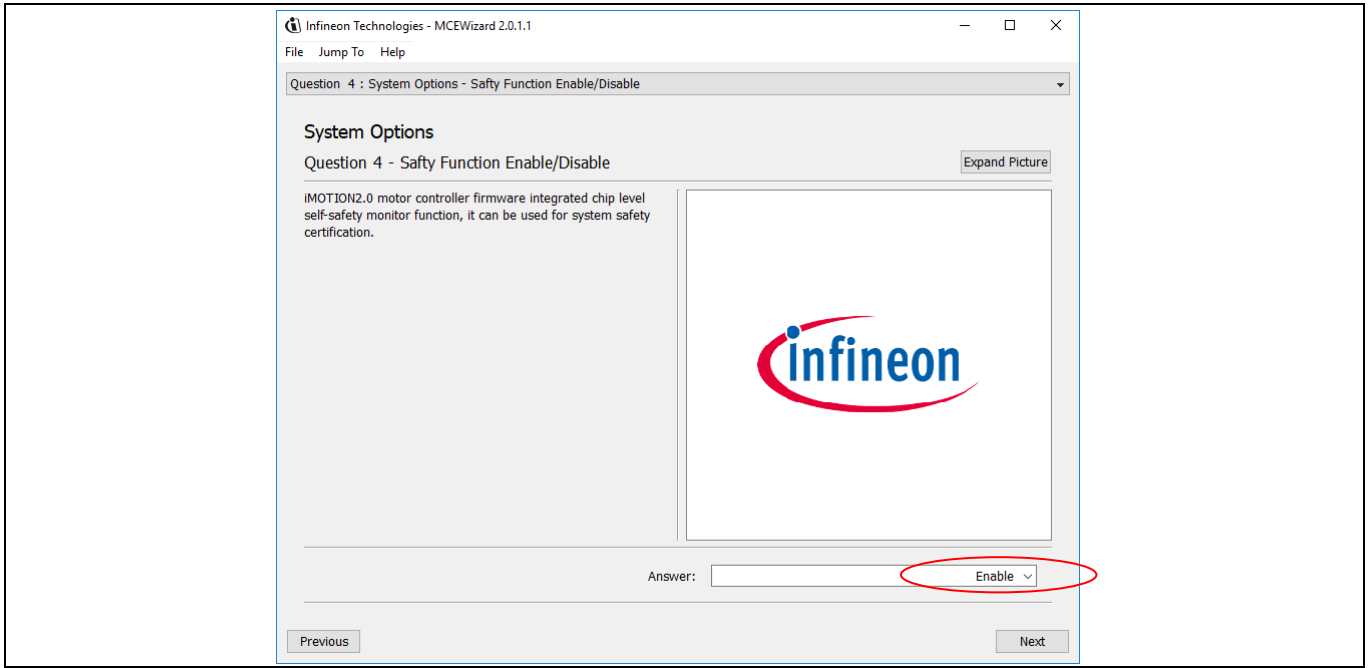 Infineon Technologies - MCEWizard 2.0.1.1
File Jump To Help
Question 4 : System Options - Safty Function Enable/Disable
System Options
Question 4 - Safty Function Enable/Disable
Expand Picture
iMOTION2.0 motor controller firmware integrated chip level
self-safety monitor function, it can be used for system safety
certification.
infineon
Answer:
Enable
Previous
Next